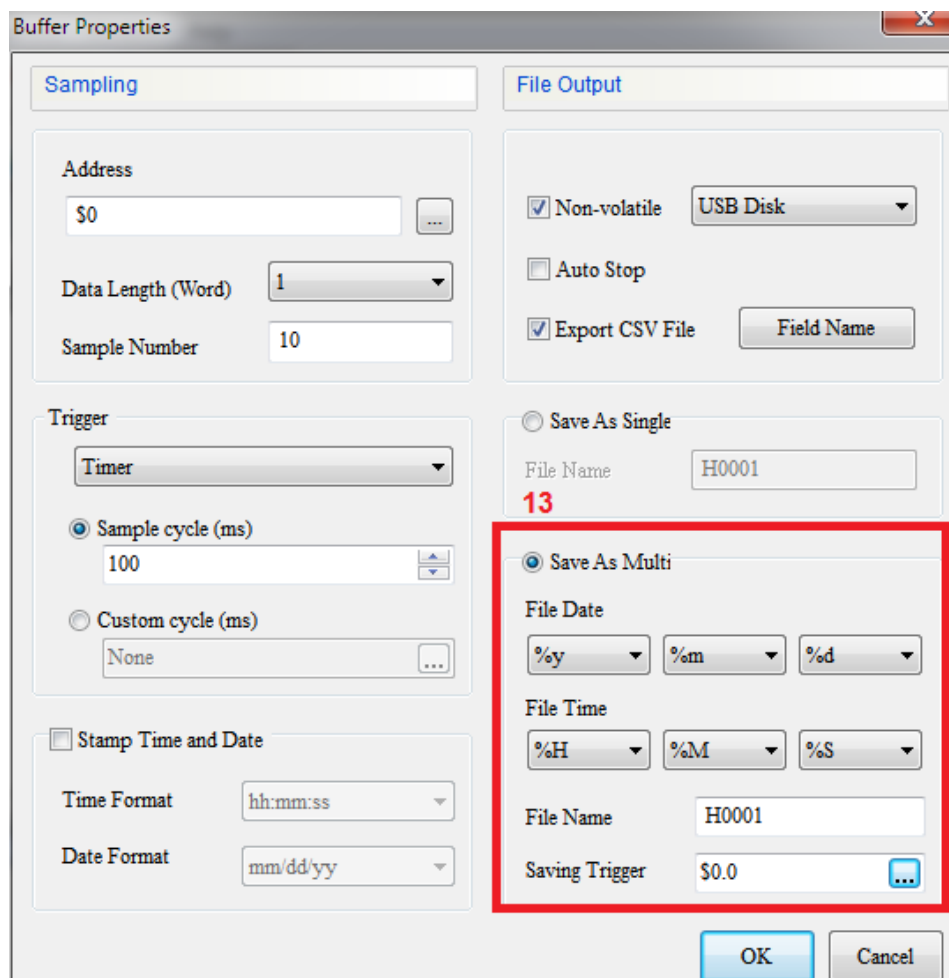 Buffer Properties
X
Sampling
Address
$0
...
Data Length (Word)
1
Sample Number
10
Trigger
Timer
Sample cycle (ms)
100
Custom cycle (ms)
None
...
Stamp Time and Date
Time Format
hh:mm:ss
Date Format
mm/dd/yy
File Output
Non-volatile
USB Disk
Auto Stop
Export CSV File
Field Name
Save As Single
File Name
H0001
13
Save As Multi
File Date
%y
%m
%d
File Time
%H
%M
%S
File Name
H0001
Saving Trigger
$0.0
...
OK
Cancel